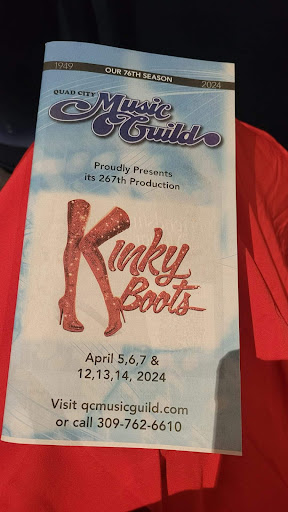 1949 OUR 76TH SEASON 2024
QUAD CITY
Music
Guild
Proudly Presents
its 267th Production
Kinky
Boots
April 5,6,7 &
12,13,14, 2024
Visit qcmusicguild.com
or call 309-762-6610